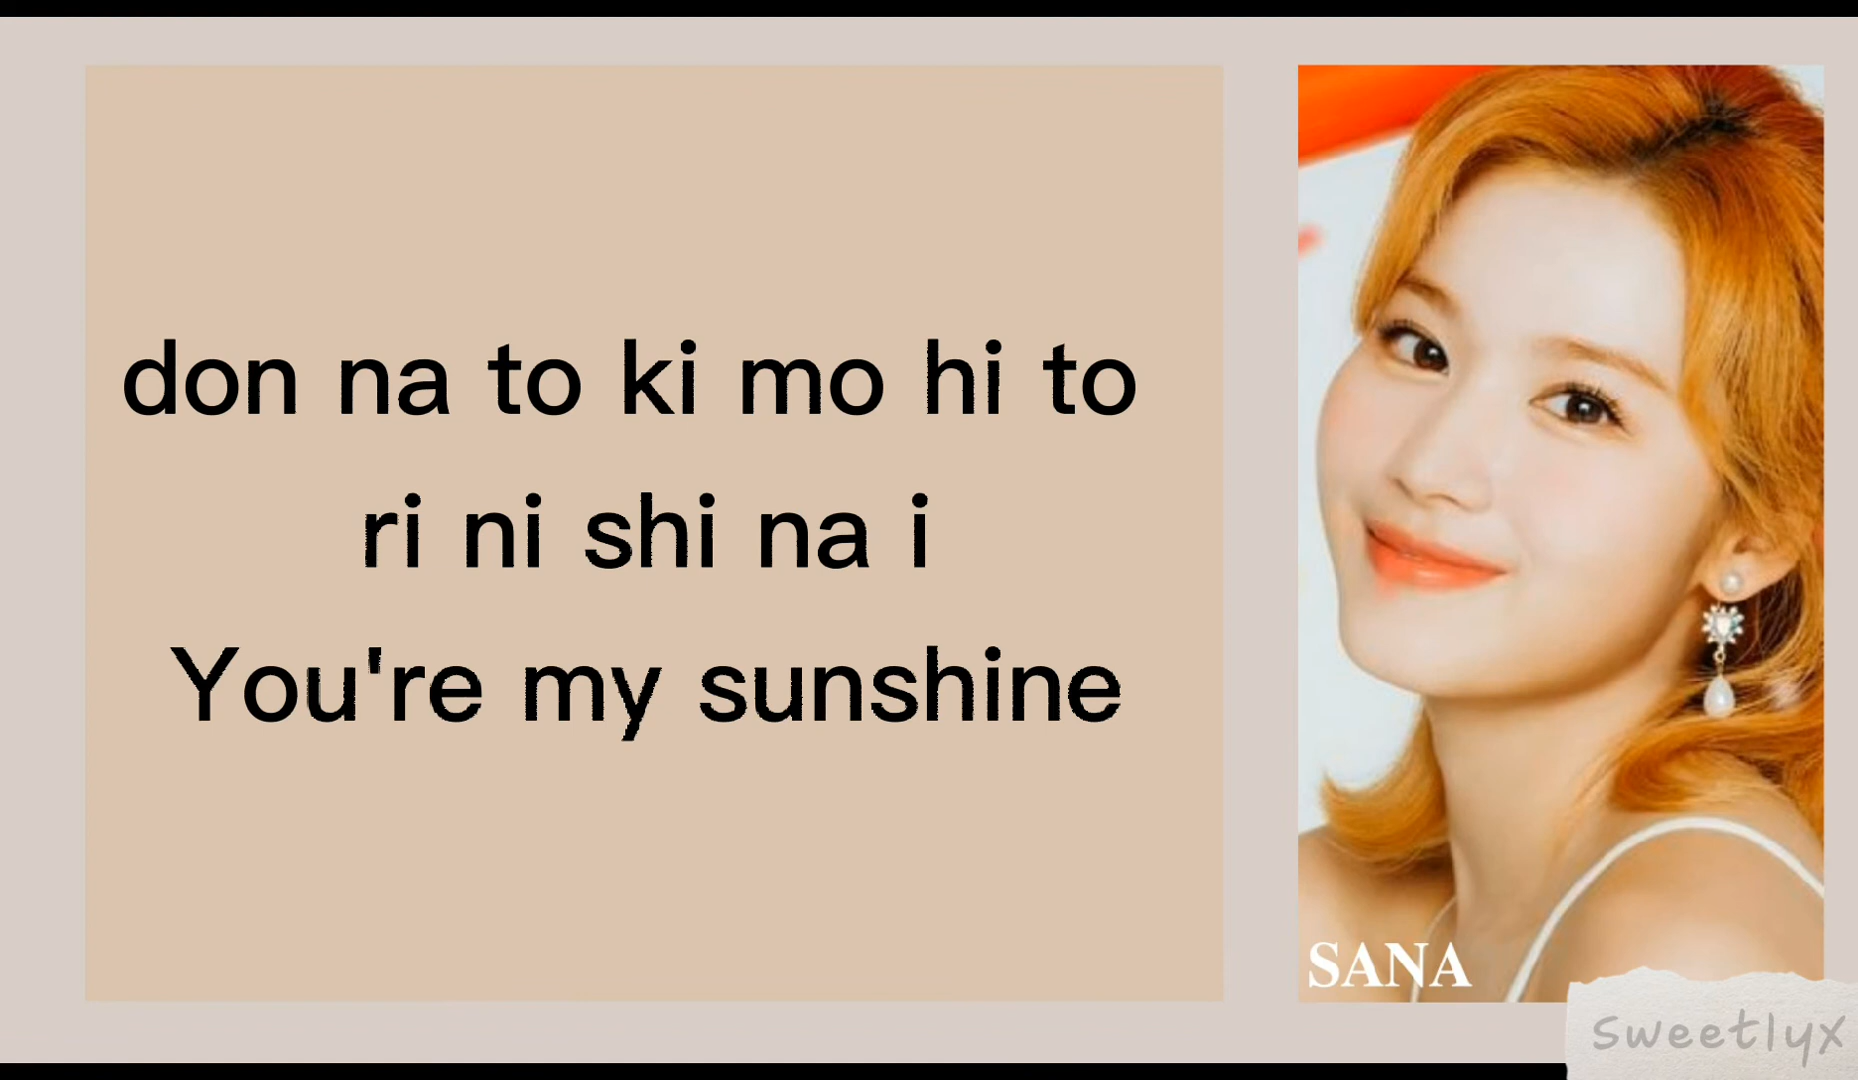 don na to ki mo hi to
ri ni shi na i
You're my sunshine
SANA
sweetlyx